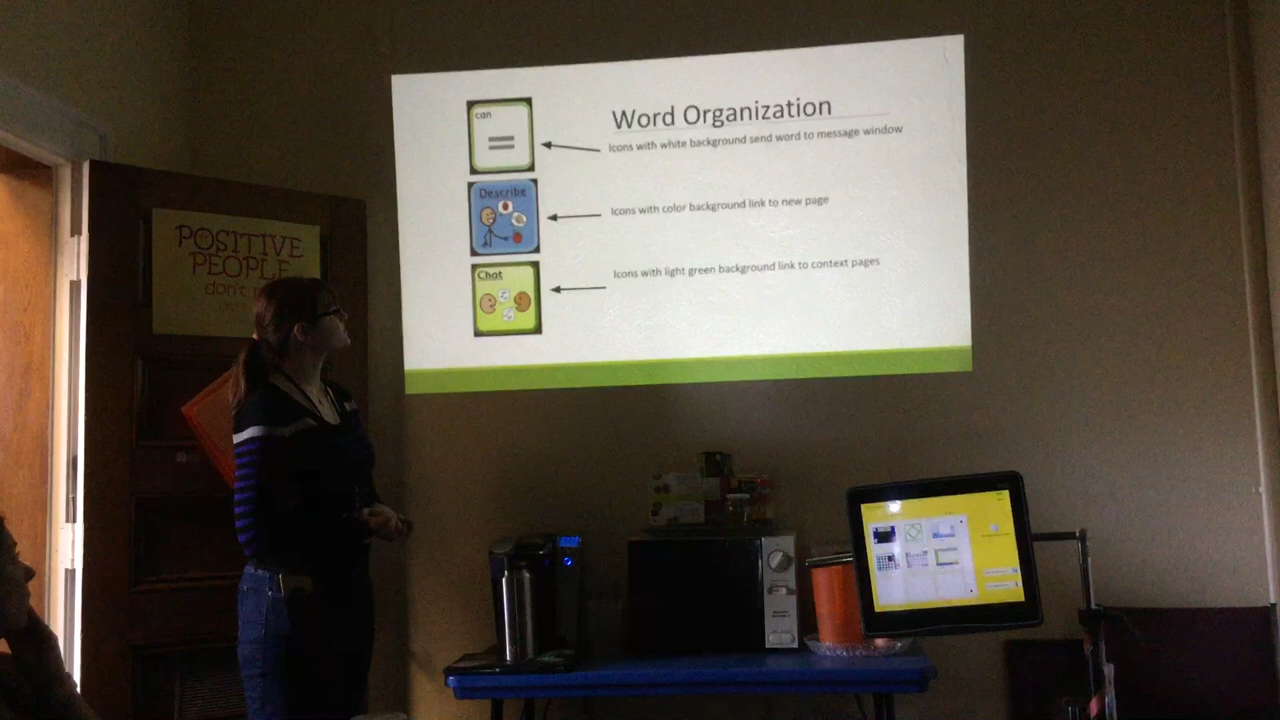 Word Organization
can
Icons with white background send word to message window
Describe
Icons with color background link to new page
Chat
Icons with light green background link to context pages
POSITIVE
PEOPLE
don't